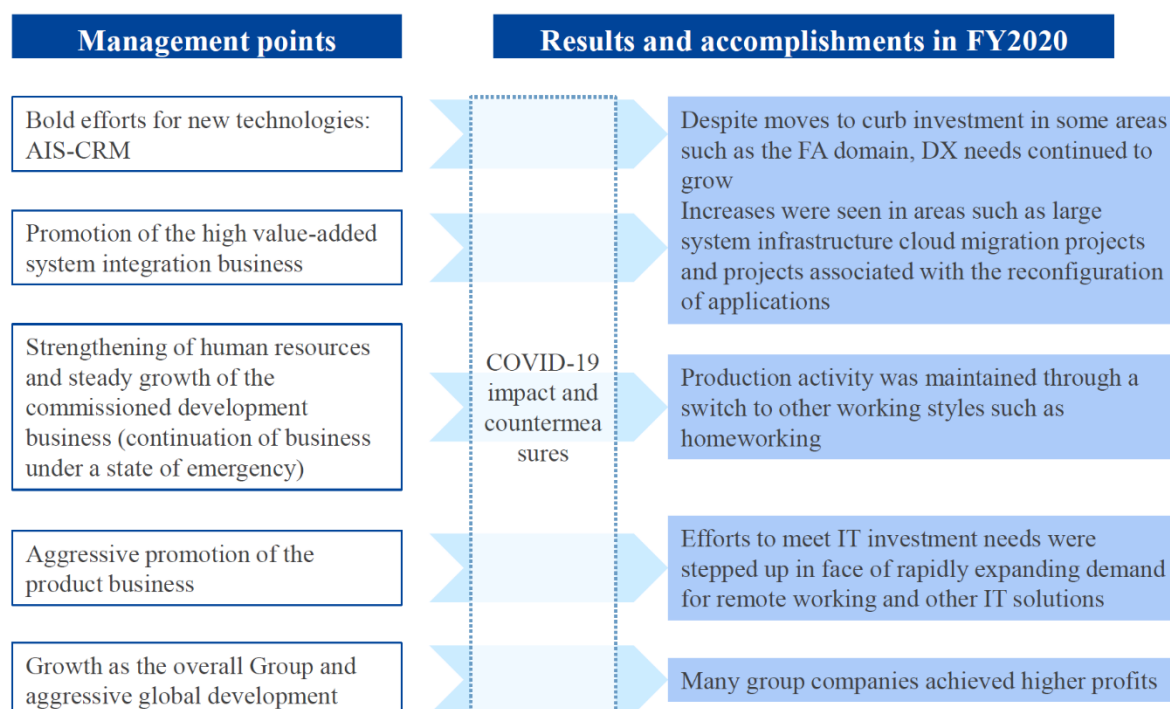 Management points
Results and accomplishments in FY2020
Bold efforts for new technologies:
AIS-CRM
Promotion of the high value-added
system integration business
Strengthening of human resources
and steady growth of the
commissioned development
business (continuation of business
under a state of emergency)
Aggressive promotion of the
product business
Growth as the overall Group and
aggressive global development
COVID-19
impact and
countermea
sures
Despite moves to curb investment in some areas
such as the FA domain, DX needs continued to
grow
Increases were seen in areas such as large
system infrastructure cloud migration projects
and projects associated with the reconfiguration
of applications
Production activity was maintained through a
switch to other working styles such as
homeworking
Efforts to meet IT investment needs were
stepped up in face of rapidly expanding demand
for remote working and other IT solutions
Many group companies achieved higher profits